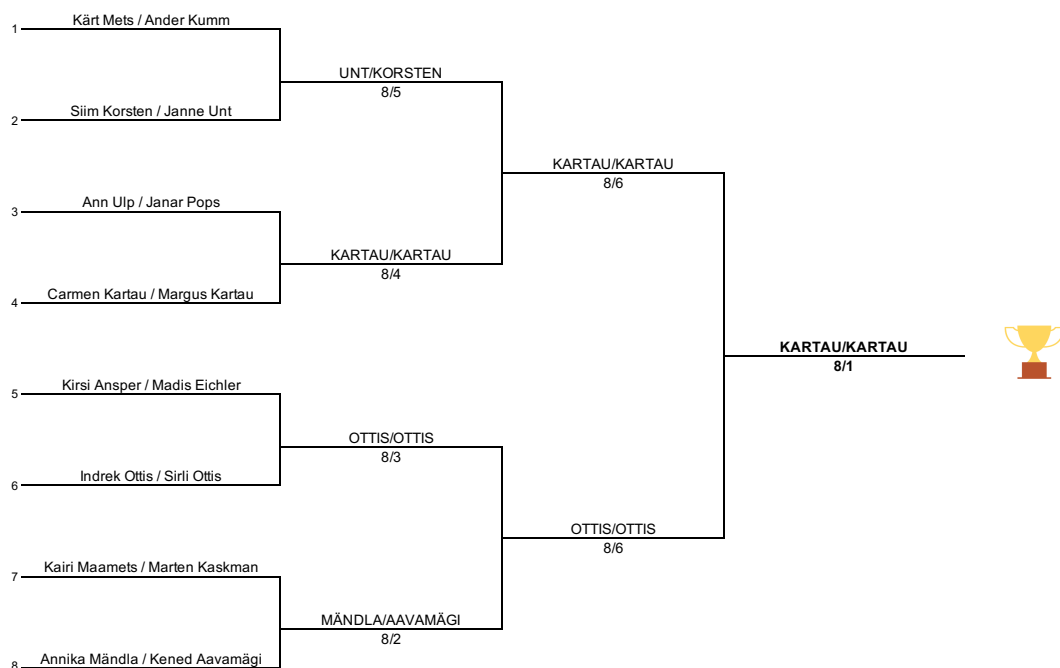 1 Kärt Mets / Ander Kumm
UNT/KORSTEN
8/5
2 Siim Korsten / Janne Unt
KARTAU/KARTAU
8/6
3 Ann Ulp / Janar Pops
KARTAU/KARTAU
8/4
4 Carmen Kartau / Margus Kartau
KARTAU/KARTAU
8/1
5 Kirsi Ansper / Madis Eichler
OTTIS/OTTIS
8/3
6 Indrek Ottis / Sirli Ottis
OTTIS/OTTIS
8/6
7 Kairi Maamets / Marten Kaskman
MÄNDLA/AAVAMÄGI
8/2
8 Annika Mändla / Kened Aavamägi